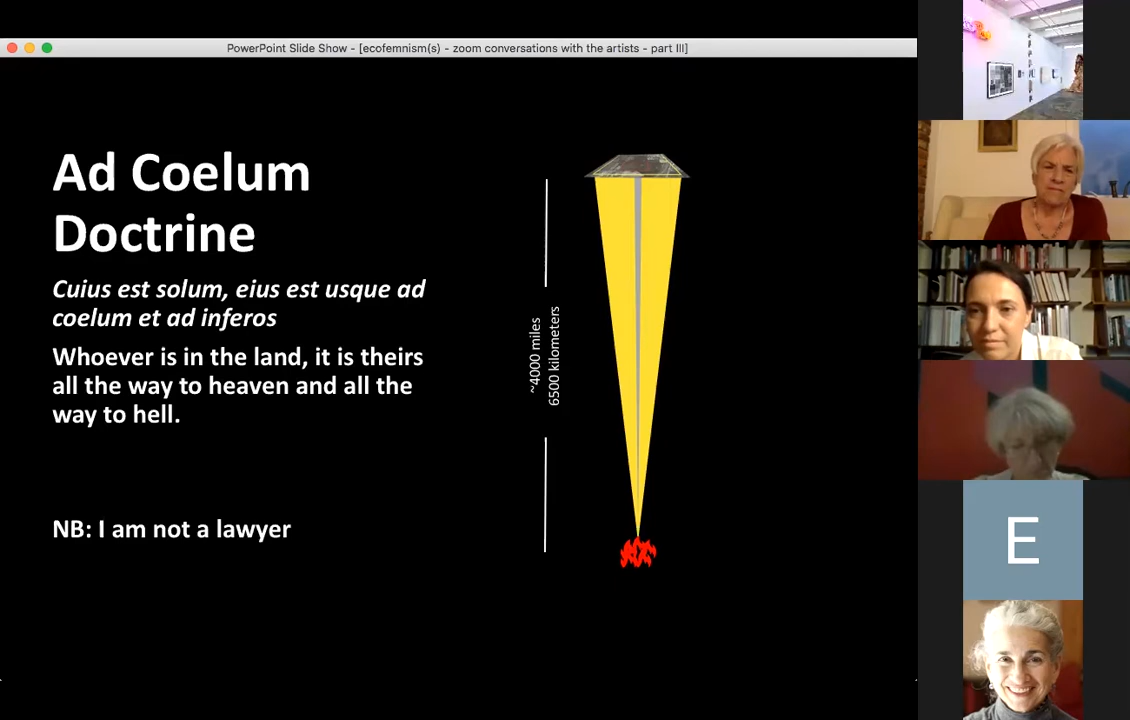 PowerPoint Slide Show - [ecofemnism(s) - zoom conversations with the artists - part III]
Ad Coelum
Doctrine
Cuius est solum, eius est usque ad
coelum et ad inferos
Whoever is in the land, it is theirs
all the way to heaven and all the
way to hell.
NB: I am not a lawyer
~4000 miles
6500 kilometers
E